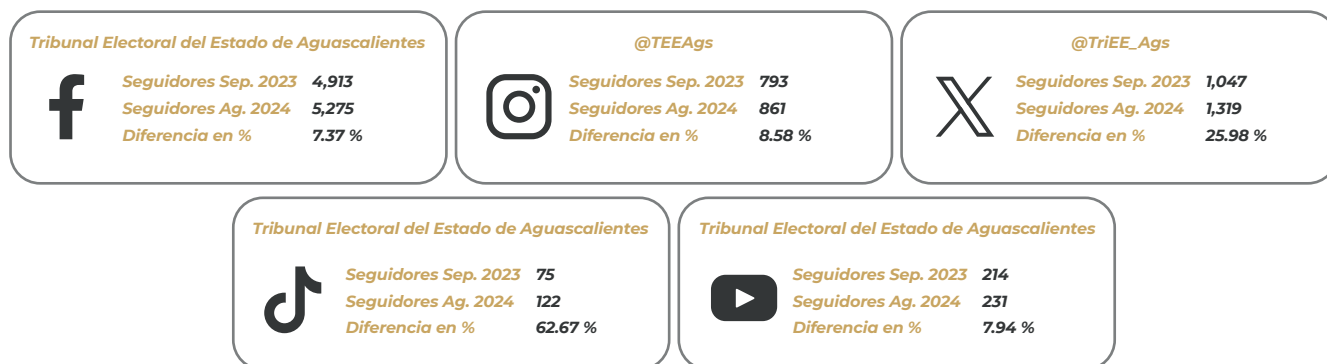 Tribunal Electoral del Estado de Aguascalientes
Seguidores Sep. 2023 4,913
Seguidores Ag. 2024 5,275
Diferencia en % 7.37 %
@TEEAgs
Seguidores Sep. 2023 793
Seguidores Ag. 2024 861
Diferencia en % 8.58 %
@TriEE_Ags
Seguidores Sep. 2023 1,047
Seguidores Ag. 2024 1,319
Diferencia en % 25.98 %
Tribunal Electoral del Estado de Aguascalientes
Seguidores Sep. 2023 75
Seguidores Ag. 2024 122
Diferencia en % 62.67 %
Tribunal Electoral del Estado de Aguascalientes
Seguidores Sep. 2023 214
Seguidores Ag. 2024 231
Diferencia en % 7.94 %